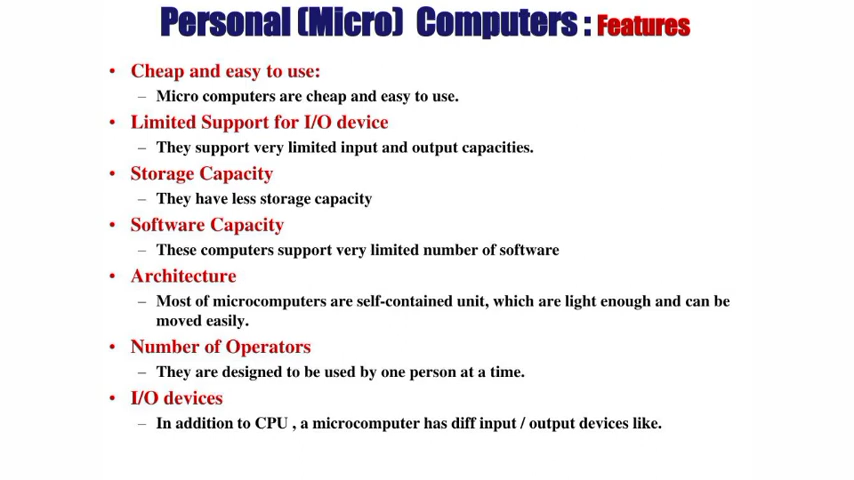 Personal (Micro) Computers : Features
• Cheap and easy to use:
– Micro computers are cheap and easy to use.
• Limited Support for I/O device
– They support very limited input and output capacities.
• Storage Capacity
– They have less storage capacity
• Software Capacity
– These computers support very limited number of software
• Architecture
– Most of microcomputers are self-contained unit, which are light enough and can be
moved easily.
• Number of Operators
– They are designed to be used by one person at a time.
• I/O devices
– In addition to CPU , a microcomputer has diff input / output devices like.